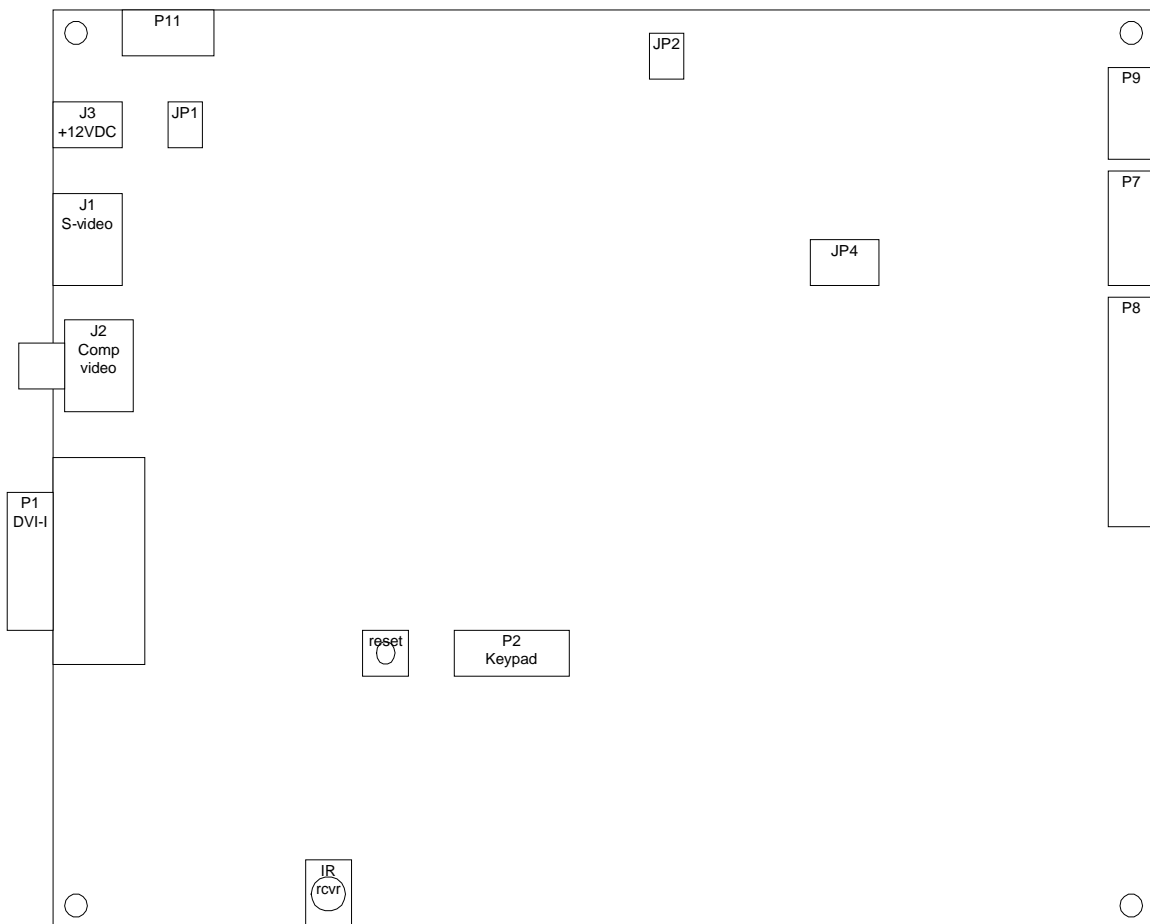 P11
JP2
P9
J3
+12VDC
JP1
J1
S-video
P7
JP4
P8
J2
Comp
video
P1
DVI-I
reset
P2
Keypad
IR
rcvr